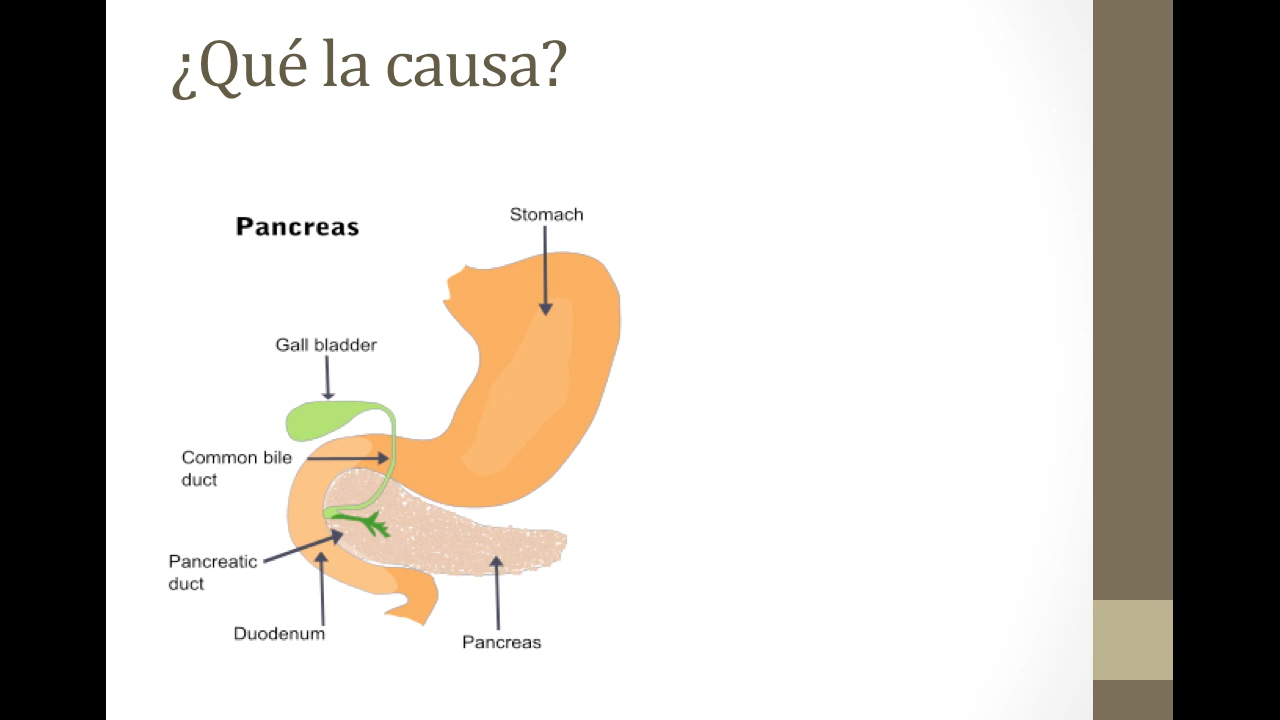 ¿Qué la causa?
Pancreas
Stomach
Gall bladder
Common bile
duct
Pancreatic
duct
Duodenum
Pancreas